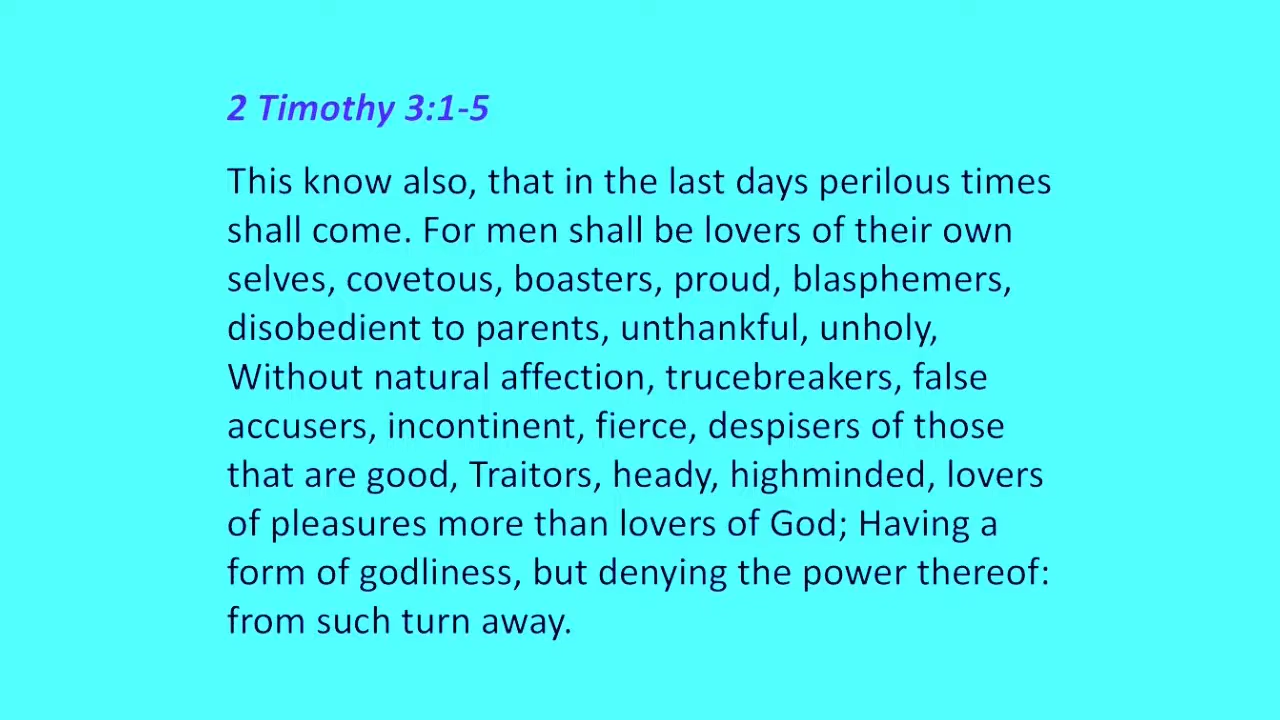 2 Timothy 3:1-5
This know also, that in the last days perilous times
shall come. For men shall be lovers of their own
selves, covetous, boasters, proud, blasphemers,
disobedient to parents, unthankful, unholy,
Without natural affection, trucebreakers, false
accusers, incontinent, fierce, despisers of those
that are good, Traitors, heady, highminded, lovers
of pleasures more than lovers of God; Having a
form of godliness, but denying the power thereof:
from such turn away.